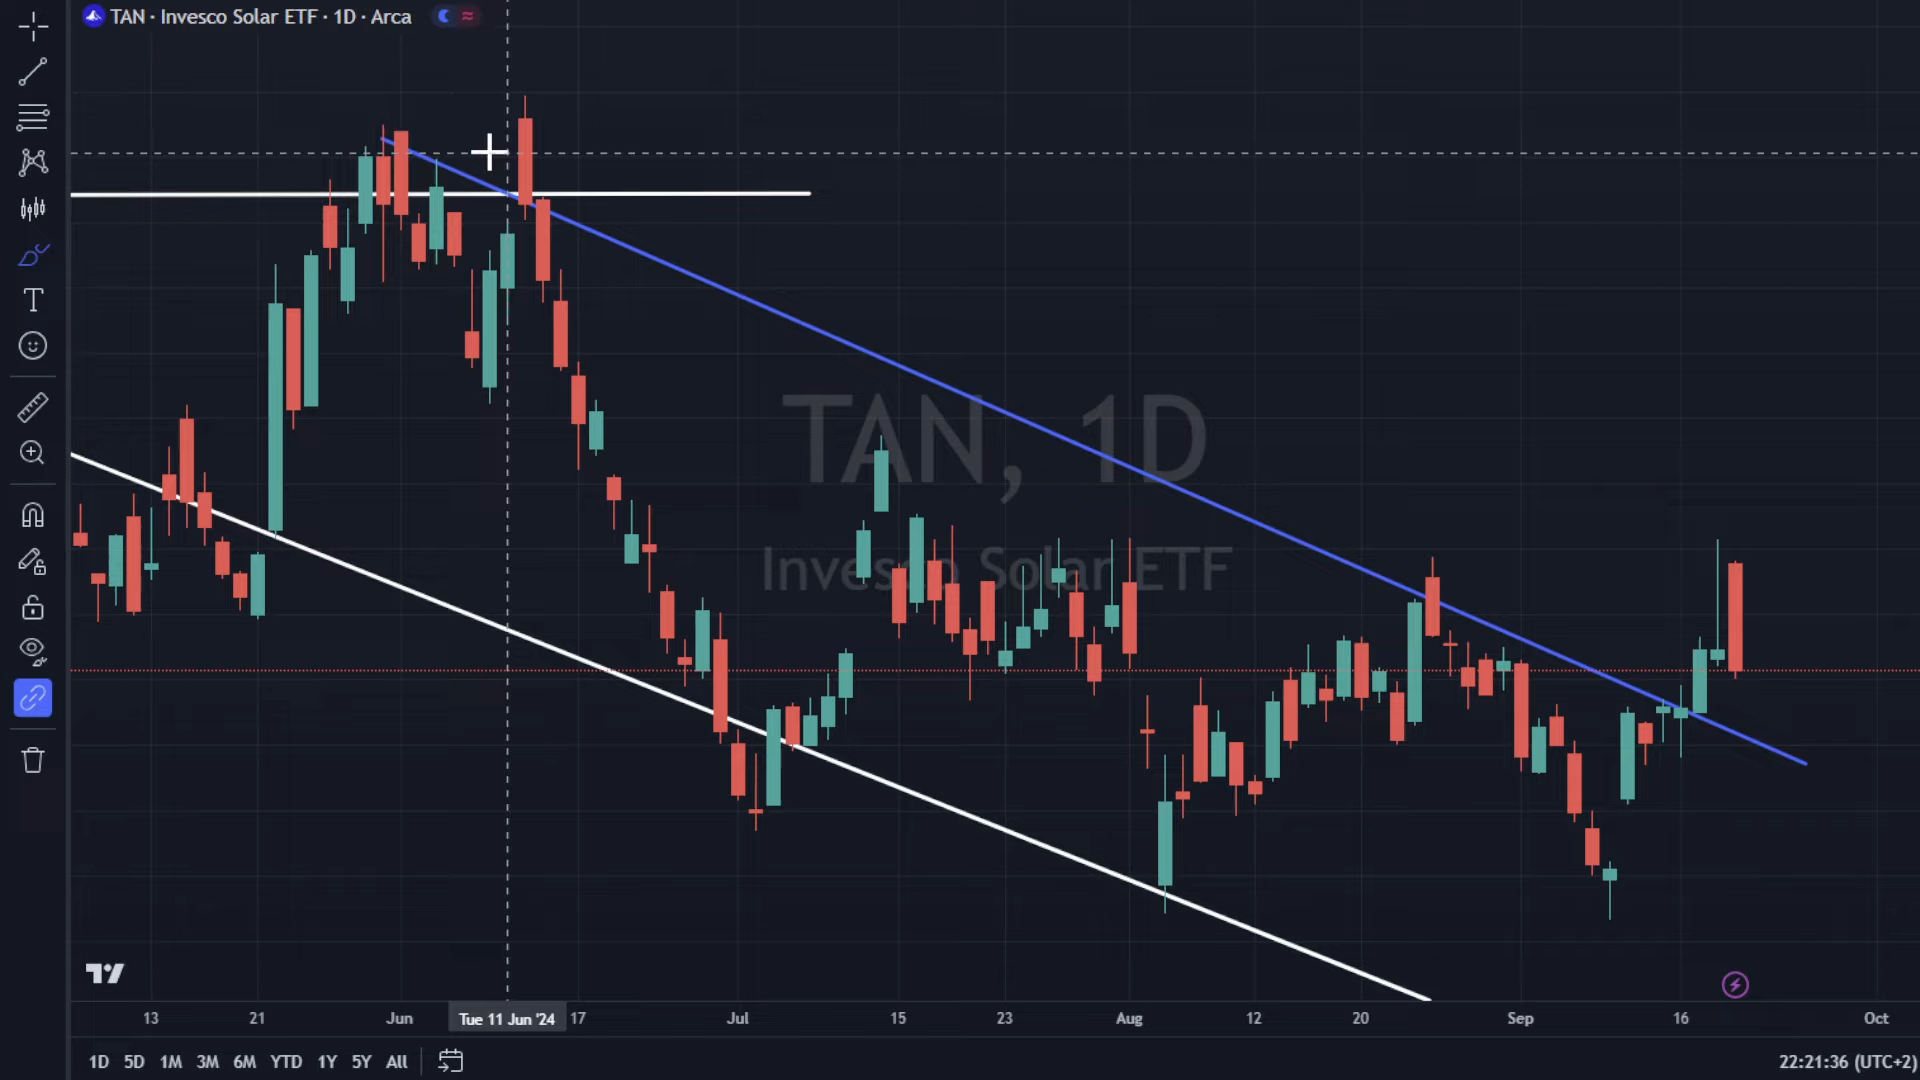 TAN · Invesco Solar ETF · 1D · Arca
TAN, 1D
Invesco Solar ETF
13 21 Jun Tue 11 Jun '24 17 Jul 15 23 Aug 12 20 Sep 16 Oct
1D 5D 1M 3M 6M YTD 1Y 5Y All 22:21:36 (UTC+2)